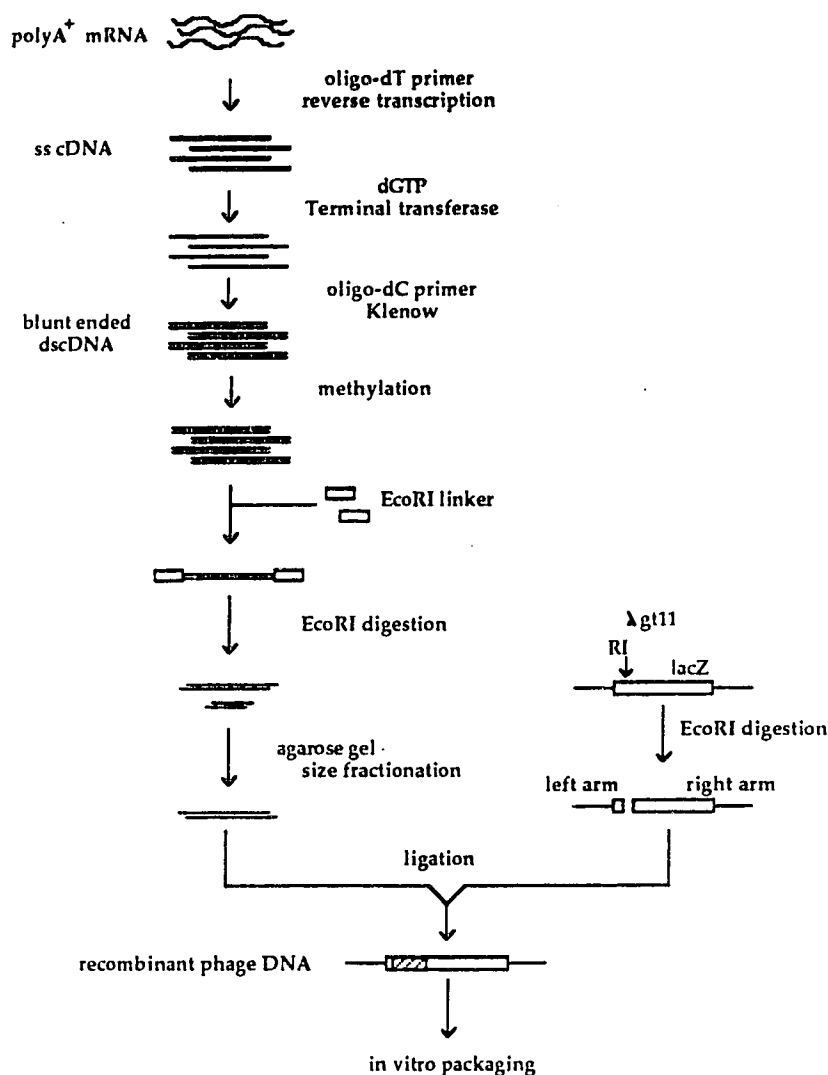 polyA+ mRNA
oligo-dT primer
reverse transcription
ss cDNA
dGTP
Terminal transferase
oligo-dC primer
Klenow
blunt ended
dscDNA
methylation
EcoRI linker
EcoRI digestion
λgt11
RI
lacZ
EcoRI digestion
agarose gel
size fractionation
left arm
right arm
ligation
recombinant phage DNA
in vitro packaging